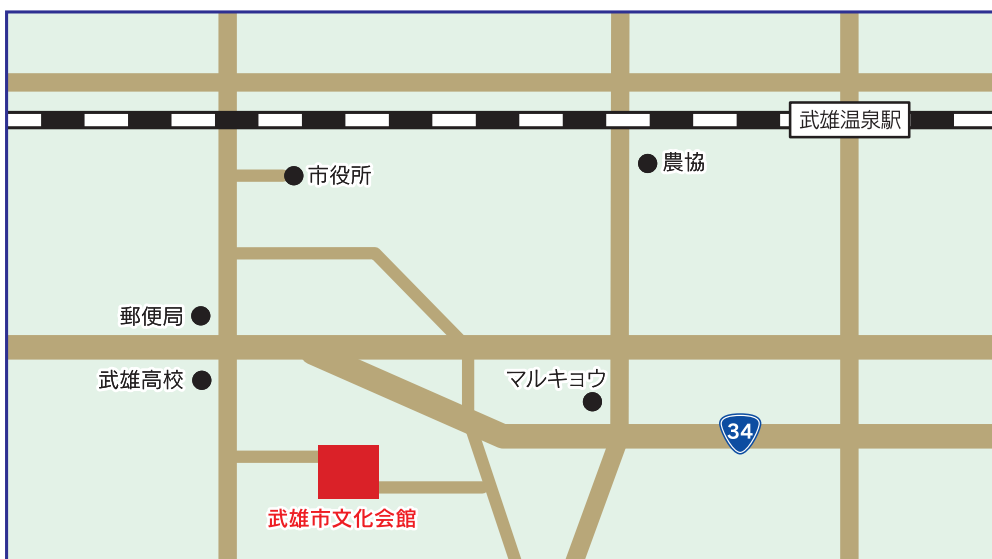 武雄温泉駅
農協
市役所
郵便局
武雄高校
マルキョウ
34
武雄市文化会館